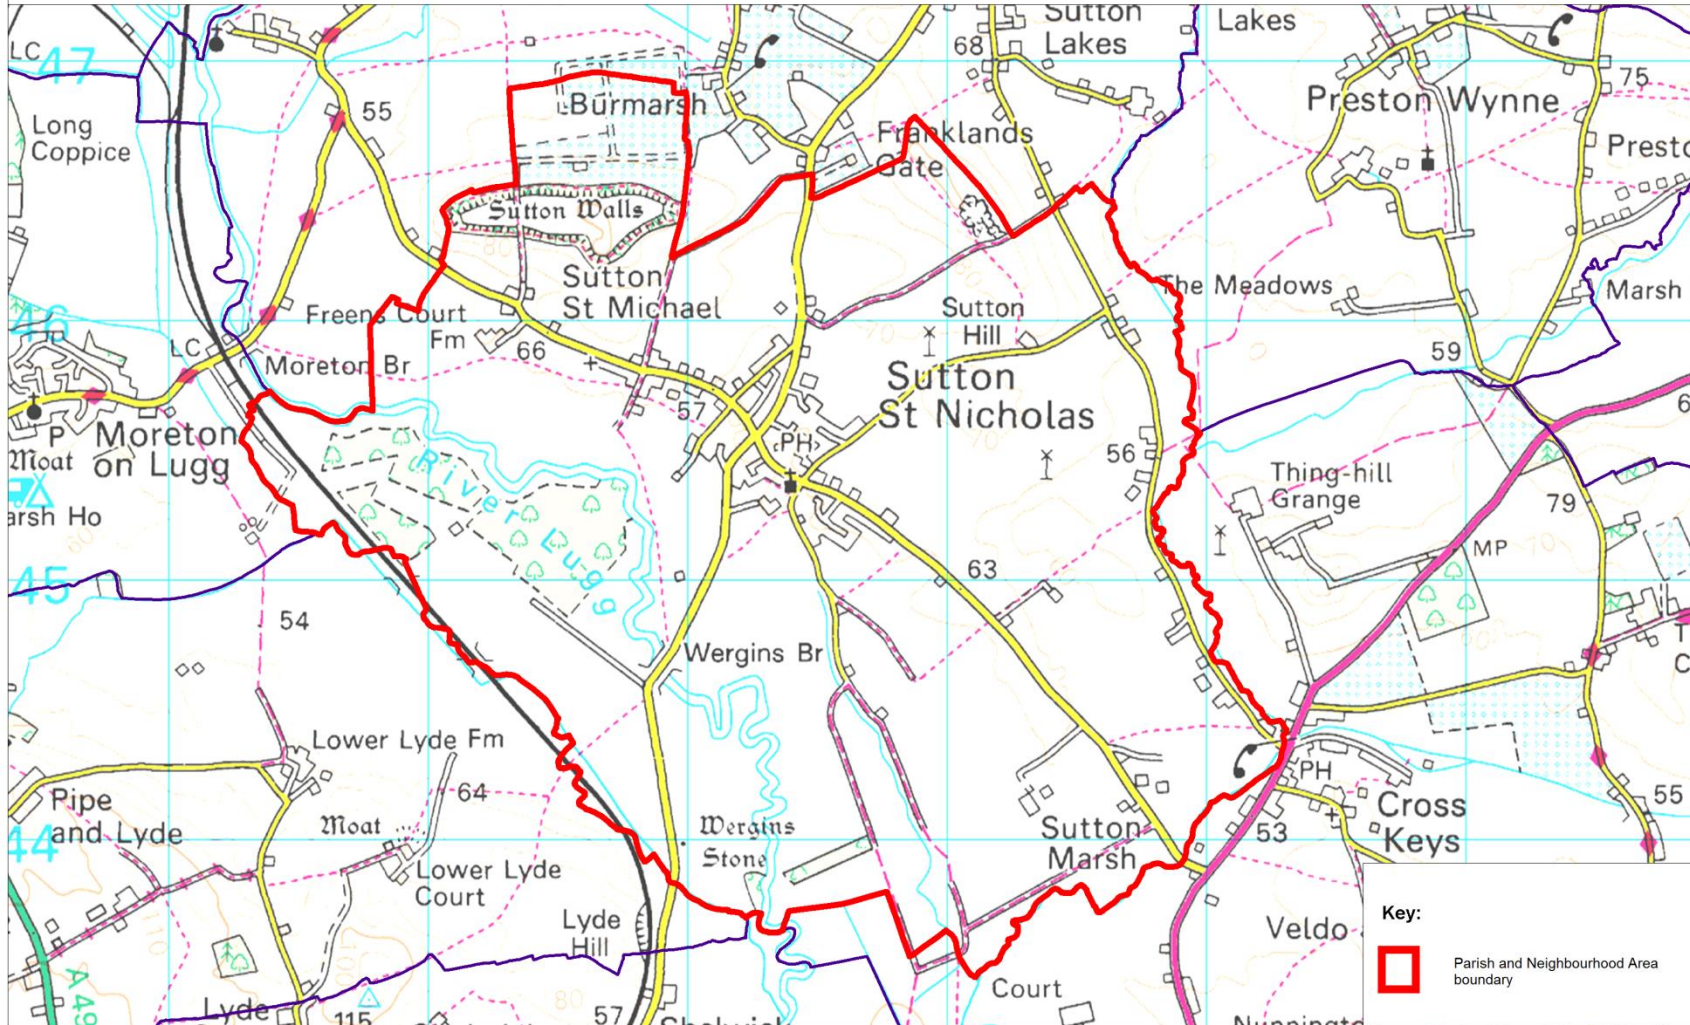 Sutton
Lakes
Lakes
LC
47
68
75
55
Burmarsh
Preston Wynne
Long
Coppice
Franklands
Gate
Sutton Walls
Sutton
St Michael
The Meadows
Marsh
46
Freens Court
Fm
Sutton
Hill
LC
66
59
Moreton Br
Sutton
St Nicholas
57
P
Moreton
on Lugg
PH
Moat
56
Thing-hill
Grange
River Lugg
79
MP
45
63
54
Wergins Br
Lower Lyde Fm
PH
64
55
Pipe
and Lyde
Cross
Keys
Moat
Wergins
Stone
Sutton
Marsh
53
44
Lower Lyde
Court
Key:
Lyde
Hill
110
Veldo
Parish and Neighbourhood Area
boundary
A 49
100
Court
80
Lyde
115
57